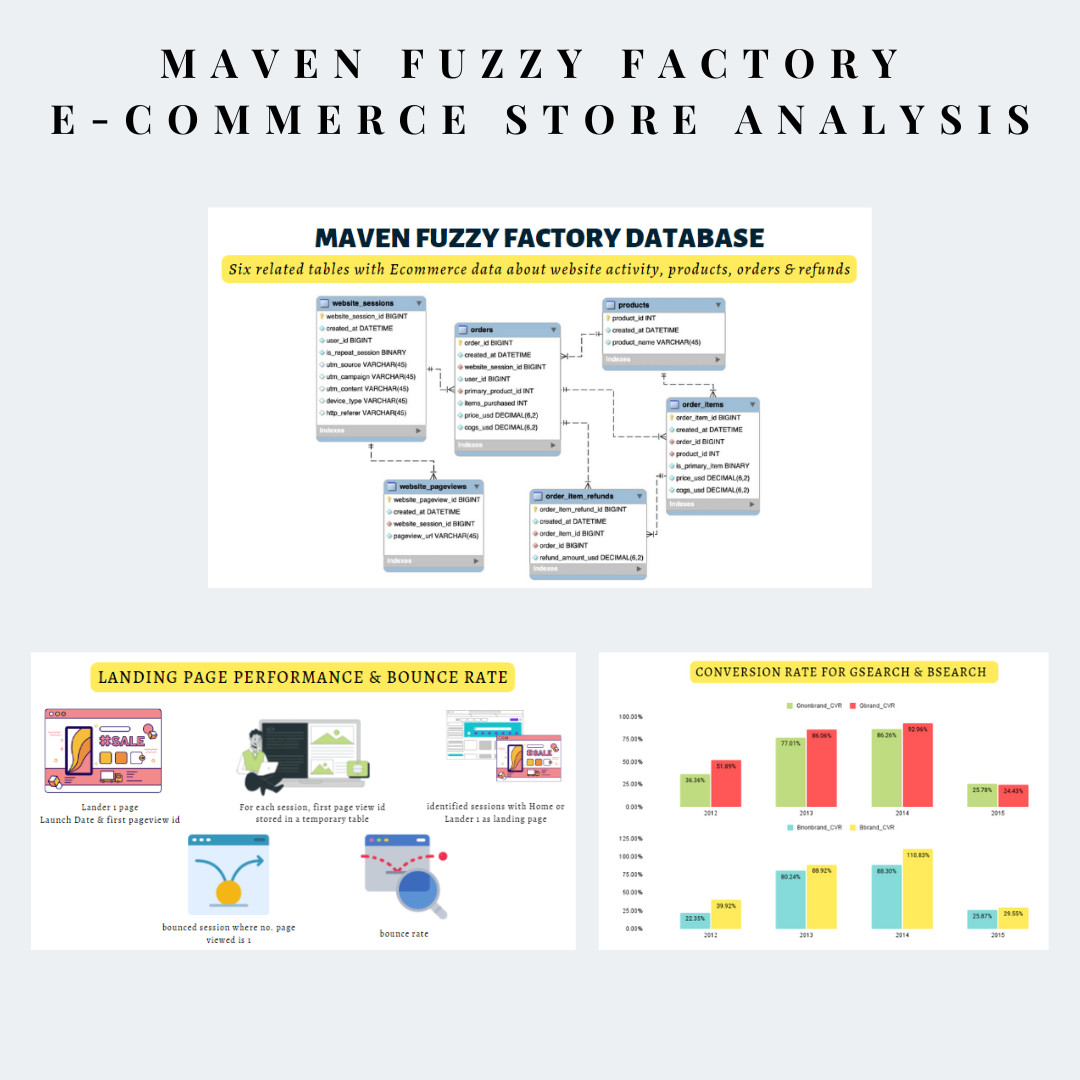 MAVEN FUZZY FACTORY
E-COMMERCE STORE ANALYSIS
MAVEN FUZZY FACTORY DATABASE
Six related tables with Ecommerce data about website activity, products, orders & refunds
website_sessions
website_session_id BIGINT
created_at DATETIME
user_id BIGINT
is_repeat_session BINARY
utm_source VARCHAR(45)
utm_campaign VARCHAR(45)
utm_content VARCHAR(45)
device_type VARCHAR(45)
http_referer VARCHAR(45)
Indexes
orders
order_id BIGINT
created_at DATETIME
website_session_id BIGINT
user_id BIGINT
primary_product_id INT
items_purchased INT
price_usd DECIMAL(6,2)
cogs_usd DECIMAL(6,2)
Indexes
products
product_id INT
created_at DATETIME
product_name VARCHAR(45)
Indexes
order_items
order_item_id BIGINT
created_at DATETIME
order_id BIGINT
product_id INT
is_primary_item BINARY
price_usd DECIMAL(6,2)
cogs_usd DECIMAL(6,2)
Indexes
website_pageviews
website_pageview_id BIGINT
created_at DATETIME
website_session_id BIGINT
pageview_url VARCHAR(45)
Indexes
order_item_refunds
order_item_refund_id BIGINT
created_at DATETIME
order_item_id BIGINT
order_id BIGINT
refund_amount_usd DECIMAL(6,2)
Indexes
LANDING PAGE PERFORMANCE & BOUNCE RATE
#SALE
#SALE
Lander 1 page
Launch Date & first pageview id
For each session, first page view id
stored in a temporary table
identified sessions with Home or
Lander 1 as landing page
bounced session where no. page
viewed is 1
bounce rate
CONVERSION RATE FOR GSEARCH & BSEARCH
Gnonbrand_CVR Gbrand_CVR
100.00%
75.00%
50.00%
25.00%
0.00%
36.36% 51.89% 77.01% 86.06% 86.26% 92.96% 25.78% 24.43%
2012 2013 2014 2015
Bnonbrand_CVR Bbrand_CVR
125.00%
100.00%
75.00%
50.00%
25.00%
0.00%
22.35% 39.92% 80.24% 88.92% 88.30% 110.83% 25.87% 29.55%
2012 2013 2014 2015